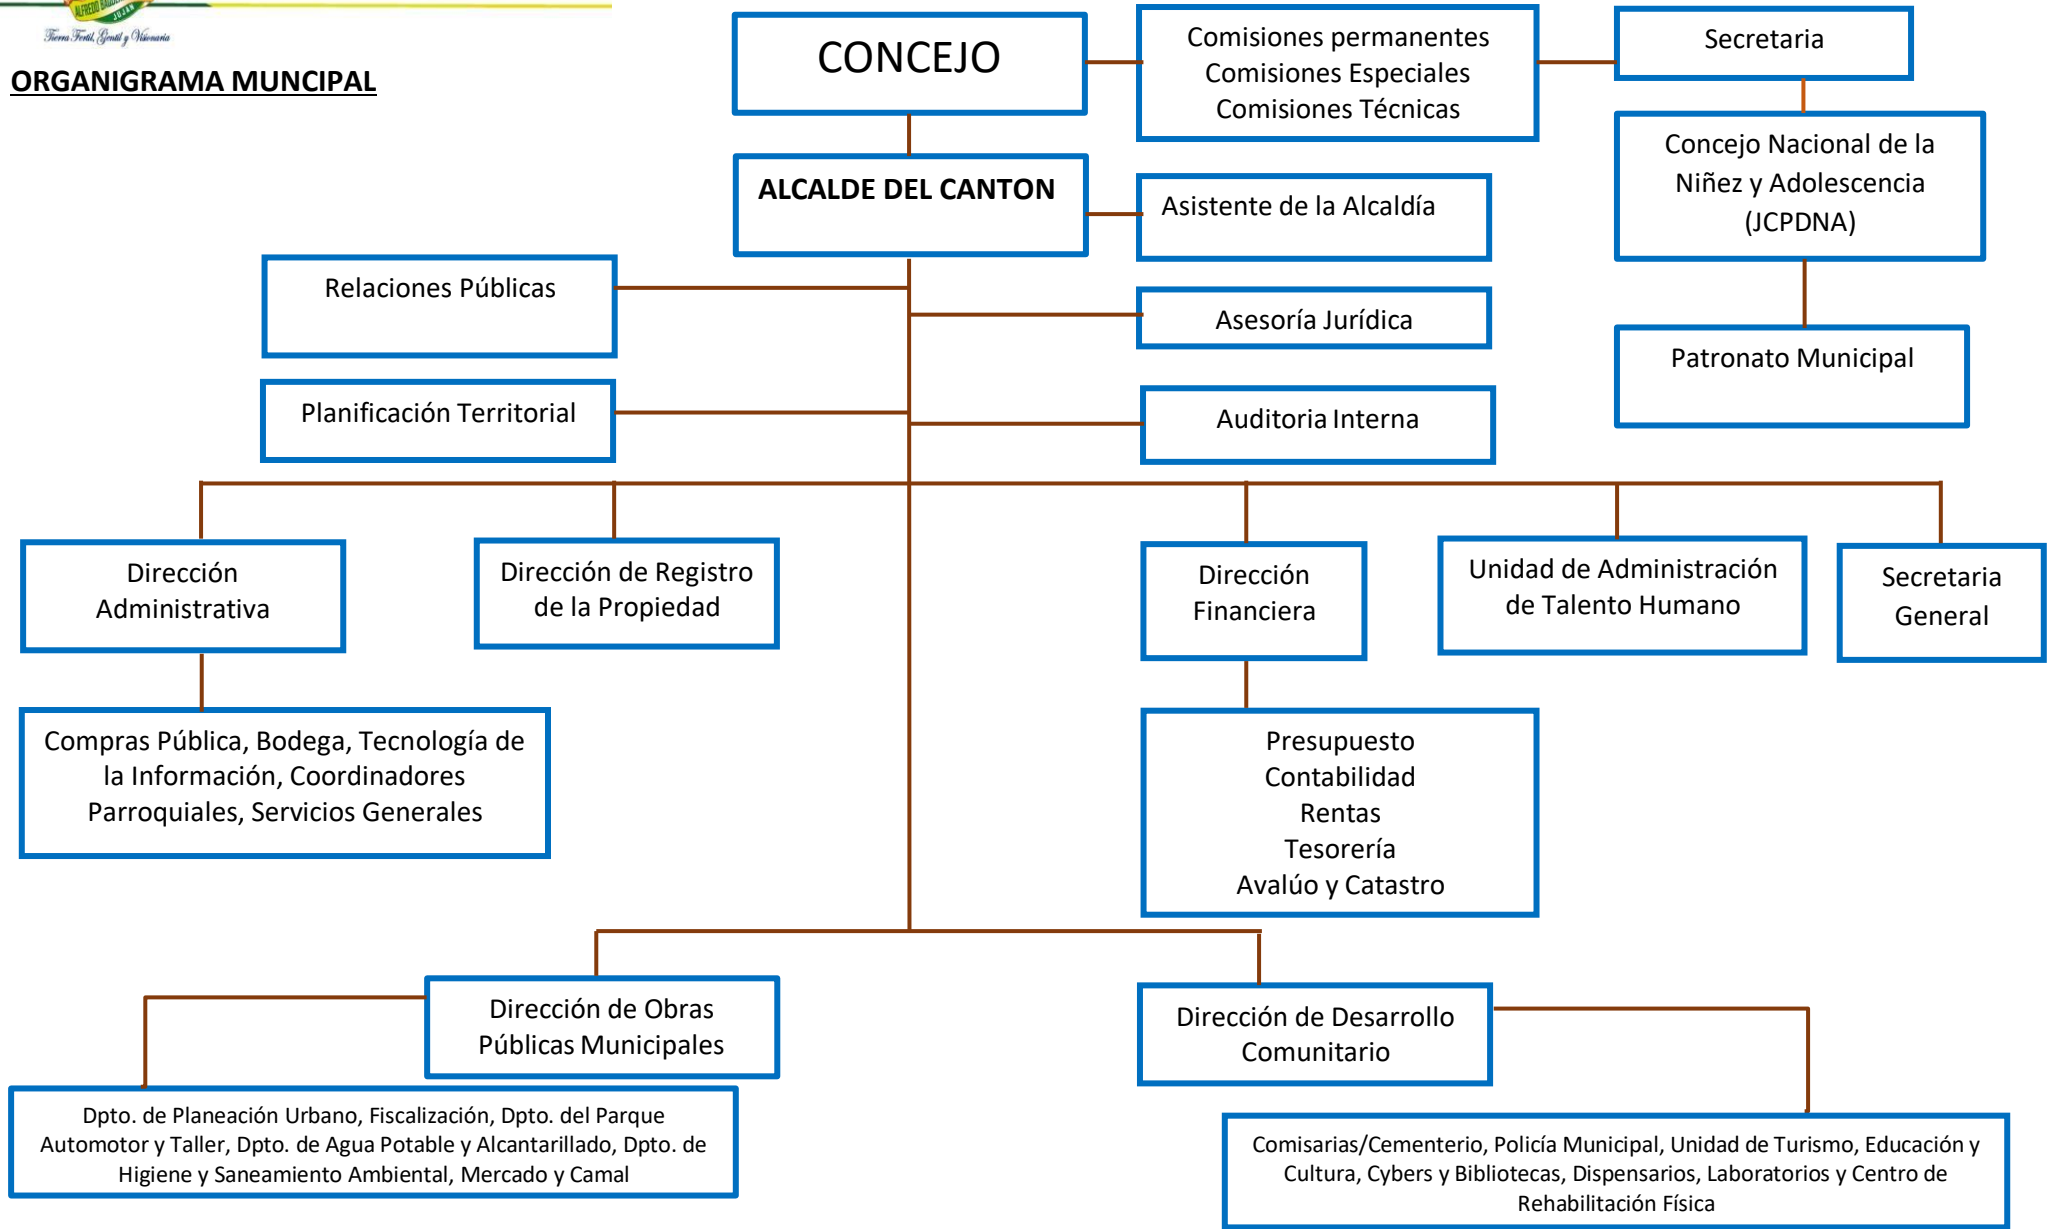 JUJAN
Tierra Fertil, Gentil y Visionaria
ORGANIGRAMA MUNCIPAL
CONCEJO
Comisiones permanentes
Comisiones Especiales
Comisiones Técnicas
Secretaria
Concejo Nacional de la
Niñez y Adolescencia
(JCPDNA)
Patronato Municipal
ALCALDE DEL CANTON
Asistente de la Alcaldía
Relaciones Públicas
Asesoría Jurídica
Planificación Territorial
Auditoria Interna
Dirección
Administrativa
Dirección de Registro
de la Propiedad
Dirección
Financiera
Unidad de Administración
de Talento Humano
Secretaria
General
Compras Pública, Bodega, Tecnología de
la Información, Coordinadores
Parroquiales, Servicios Generales
Presupuesto
Contabilidad
Rentas
Tesorería
Avalúo y Catastro
Dirección de Obras
Públicas Municipales
Dirección de Desarrollo
Comunitario
Dpto. de Planeación Urbano, Fiscalización, Dpto. del Parque
Automotor y Taller, Dpto. de Agua Potable y Alcantarillado, Dpto. de
Higiene y Saneamiento Ambiental, Mercado y Camal
Comisarias/Cementerio, Policía Municipal, Unidad de Turismo, Educación y
Cultura, Cybers y Bibliotecas, Dispensarios, Laboratorios y Centro de
Rehabilitación Física